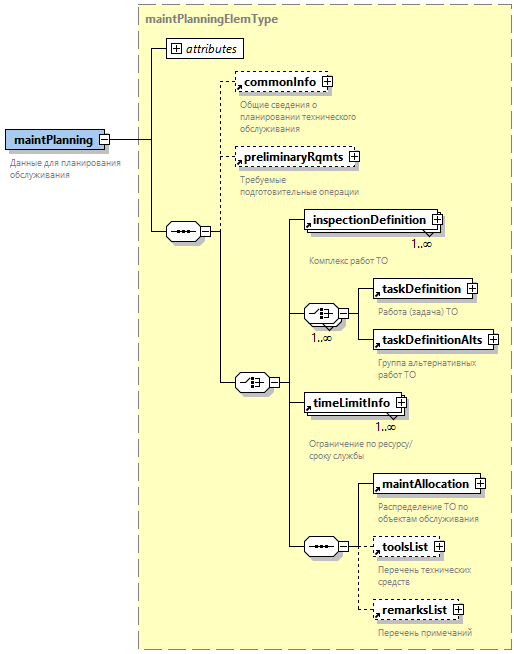 maintPlanningElemType
attributes
commonInfo
Общие сведения о
планировании технического
обслуживания
maintPlanning
Данные для планирования
обслуживания
preliminaryRqmts
Требуемые
подготовительные операции
inspectionDefinition
1..∞
Комплекс работ ТО
taskDefinition
Работа (задача) ТО
1..∞
taskDefinitionAlts
Группа альтернативных
работ ТО
timeLimitInfo
1..∞
Ограничение по ресурсу/
сроку службы
maintAllocation
Распределение ТО по
объектам обслуживания
toolsList
Перечень технических
средств
remarksList
Перечень примечаний